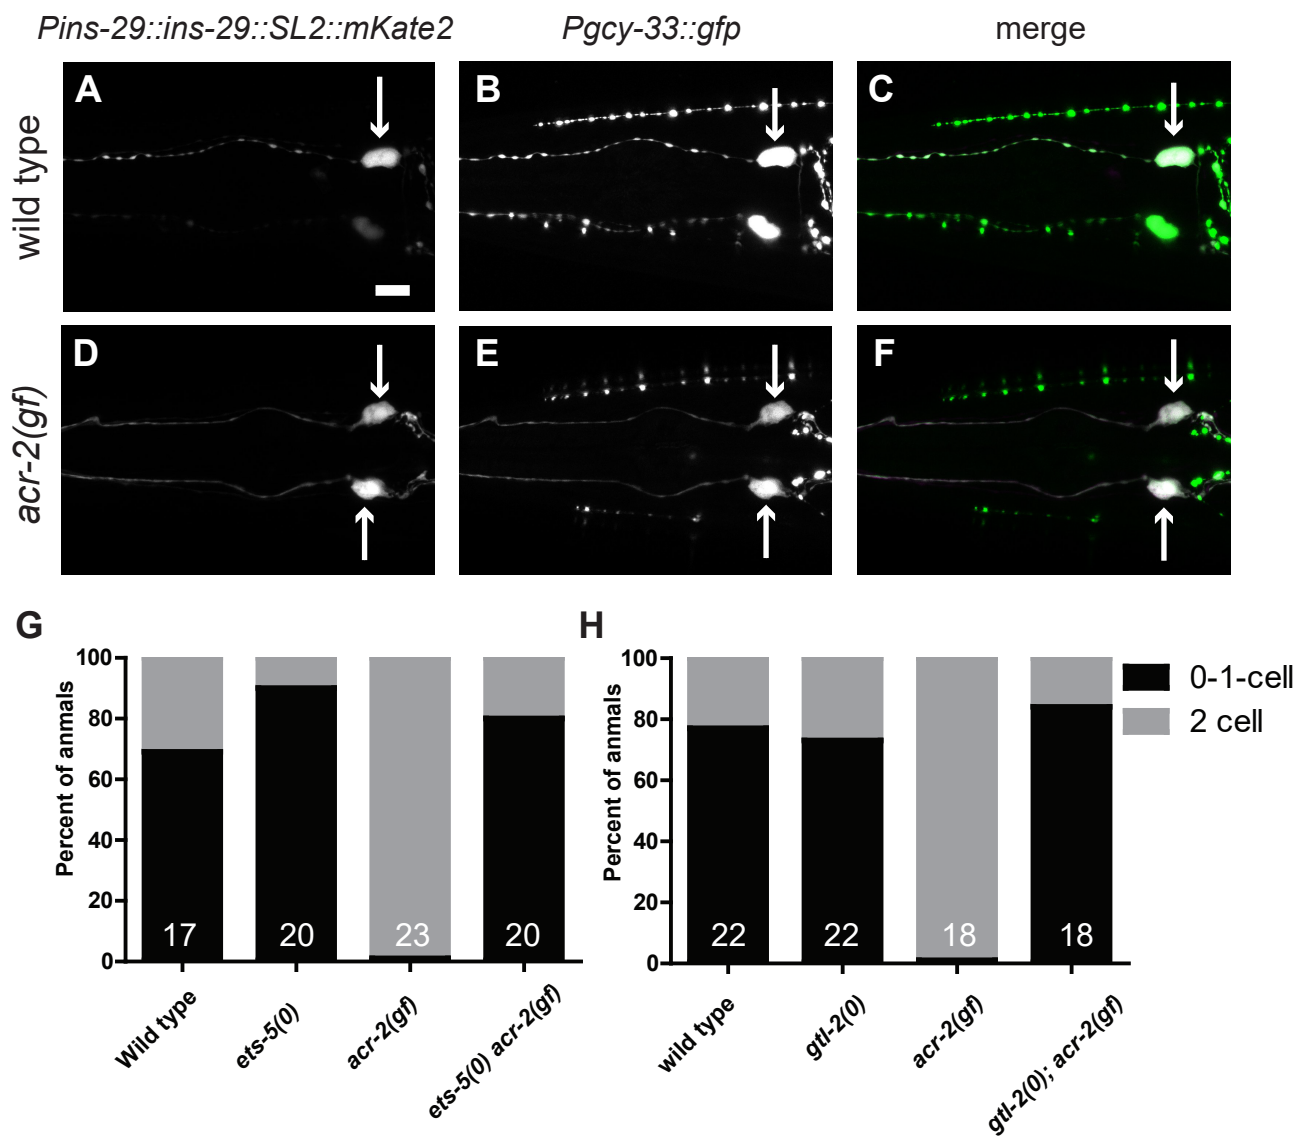 Pins-29::ins-29::SL2::mKate2 Pgcy-33::gfp merge
wild type
A B C
acr-2(gf)
D E F
G
Percent of anmals
100
80
60
40
20
0
17 20 23 20
Wild type
ets-5(0)
acr-2(gf)
ets-5(0) acr-2(gf)
H
Percent of anmals
100
80
60
40
20
0
22 22 18 18
wild type
gtl-2(0)
acr-2(gf)
gtl-2(0); acr-2(gf)
0-1-cell
2 cell